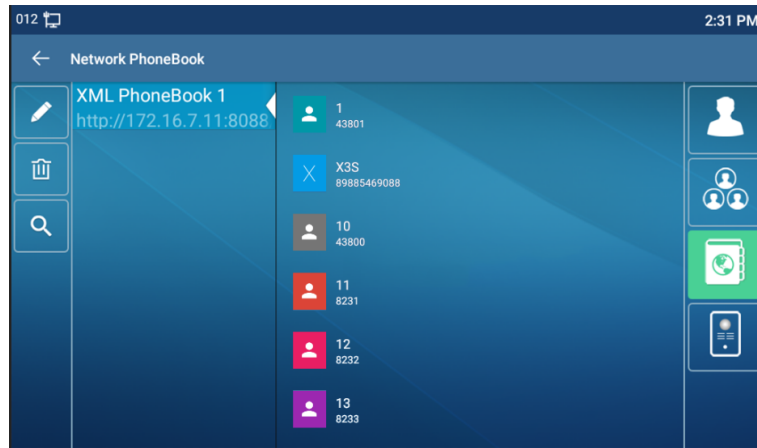 012
2:31 PM
Network PhoneBook
XML PhoneBook 1
http://172.16.7.11:8088
1
43801
X
X3S
89885469088
10
43800
11
8231
12
8232
13
8233